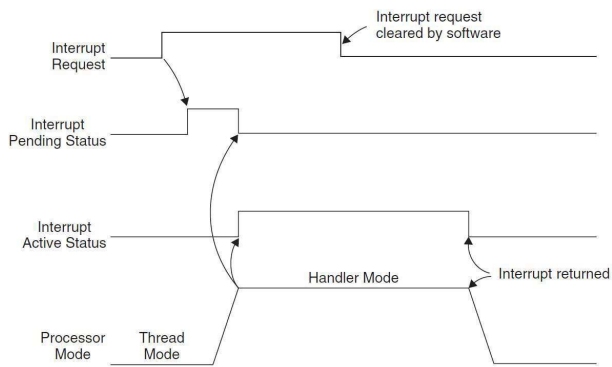 Interrupt request
cleared by software
Interrupt
Request
Interrupt
Pending Status
Interrupt
Active Status
Handler Mode
Interrupt returned
Processor
Mode
Thread
Mode